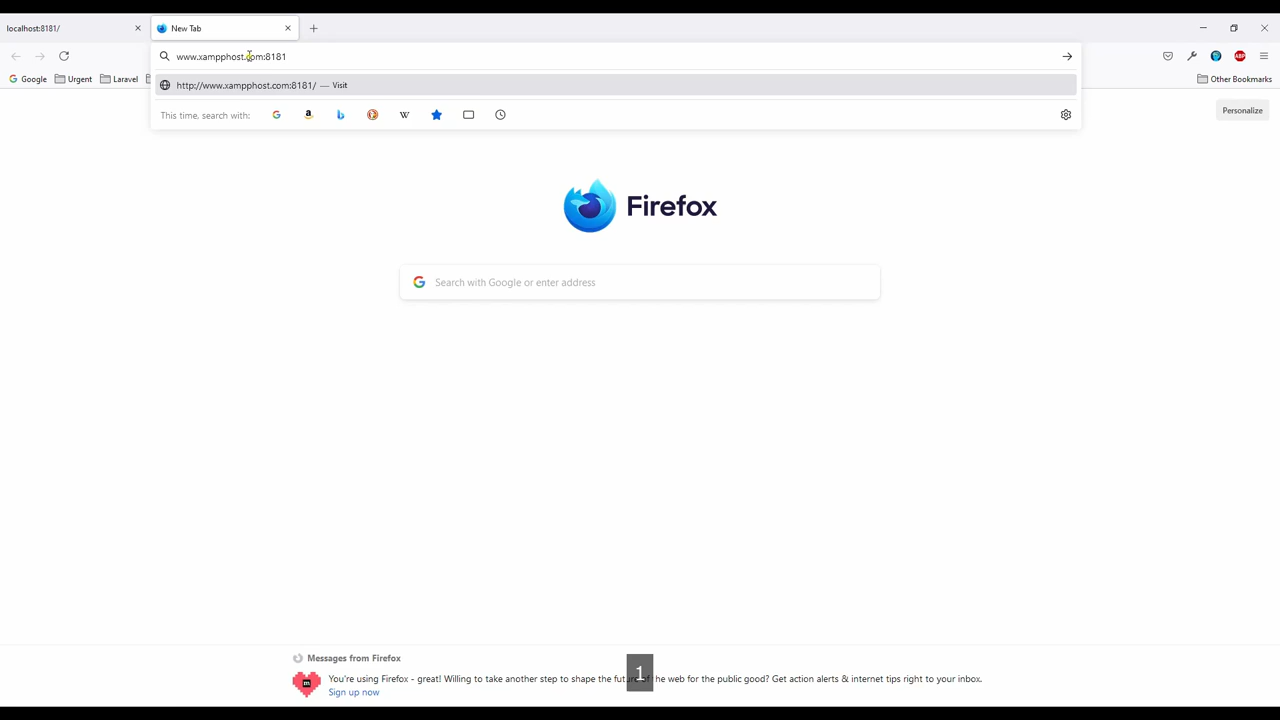 localhost:8181/
New Tab
www.xampphost.com:8181
Google Urgent Laravel
Other Bookmarks
http://www.xampphost.com:8181/ — Visit
This time, search with:
Personalize
Firefox
Search with Google or enter address
Messages from Firefox
You're using Firefox - great! Willing to take another step to shape the future of the web for the public good? Get action alerts & internet tips right to your inbox.
Sign up now
1